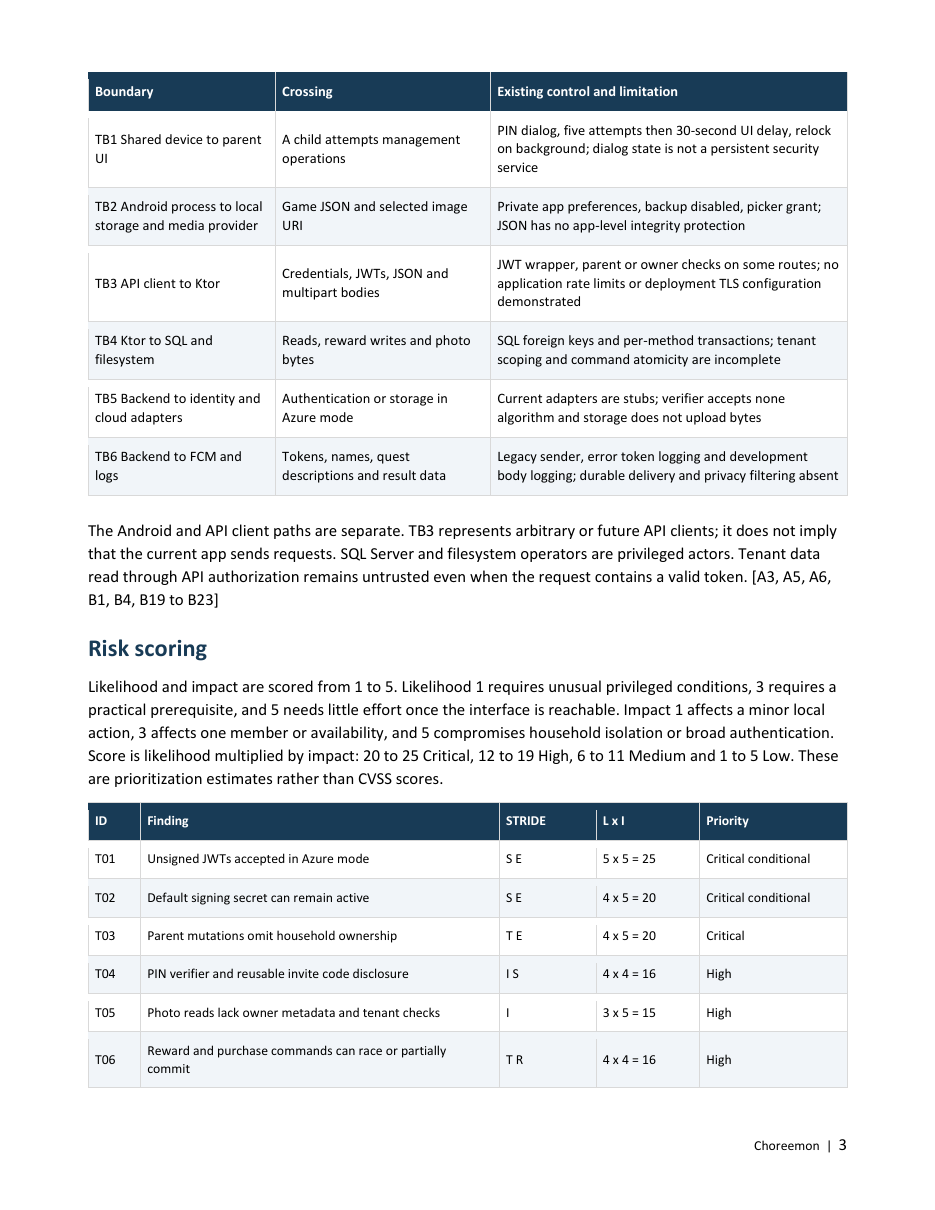 Boundary
Crossing
Existing control and limitation
TB1 Shared device to parent
UI
A child attempts management
operations
PIN dialog, five attempts then 30-second UI delay, relock
on background; dialog state is not a persistent security
service
TB2 Android process to local
storage and media provider
Game JSON and selected image
URI
Private app preferences, backup disabled, picker grant;
JSON has no app-level integrity protection
TB3 API client to Ktor
Credentials, JWTs, JSON and
multipart bodies
JWT wrapper, parent or owner checks on some routes; no
application rate limits or deployment TLS configuration
demonstrated
TB4 Ktor to SQL and
filesystem
Reads, reward writes and photo
bytes
SQL foreign keys and per-method transactions; tenant
scoping and command atomicity are incomplete
TB5 Backend to identity and
cloud adapters
Authentication or storage in
Azure mode
Current adapters are stubs; verifier accepts none
algorithm and storage does not upload bytes
TB6 Backend to FCM and
logs
Tokens, names, quest
descriptions and result data
Legacy sender, error token logging and development
body logging; durable delivery and privacy filtering absent
The Android and API client paths are separate. TB3 represents arbitrary or future API clients; it does not imply
that the current app sends requests. SQL Server and filesystem operators are privileged actors. Tenant data
read through API authorization remains untrusted even when the request contains a valid token. [A3, A5, A6,
B1, B4, B19 to B23]
Risk scoring
Likelihood and impact are scored from 1 to 5. Likelihood 1 requires unusual privileged conditions, 3 requires a
practical prerequisite, and 5 needs little effort once the interface is reachable. Impact 1 affects a minor local
action, 3 affects one member or availability, and 5 compromises household isolation or broad authentication.
Score is likelihood multiplied by impact: 20 to 25 Critical, 12 to 19 High, 6 to 11 Medium and 1 to 5 Low. These
are prioritization estimates rather than CVSS scores.
ID
Finding
STRIDE
L x I
Priority
T01
Unsigned JWTs accepted in Azure mode
S E
5 x 5 = 25
Critical conditional
T02
Default signing secret can remain active
S E
4 x 5 = 20
Critical conditional
T03
Parent mutations omit household ownership
T E
4 x 5 = 20
Critical
T04
PIN verifier and reusable invite code disclosure
I S
4 x 4 = 16
High
T05
Photo reads lack owner metadata and tenant checks
I
3 x 5 = 15
High
T06
Reward and purchase commands can race or partially
commit
T R
4 x 4 = 16
High
Choreemon | 3